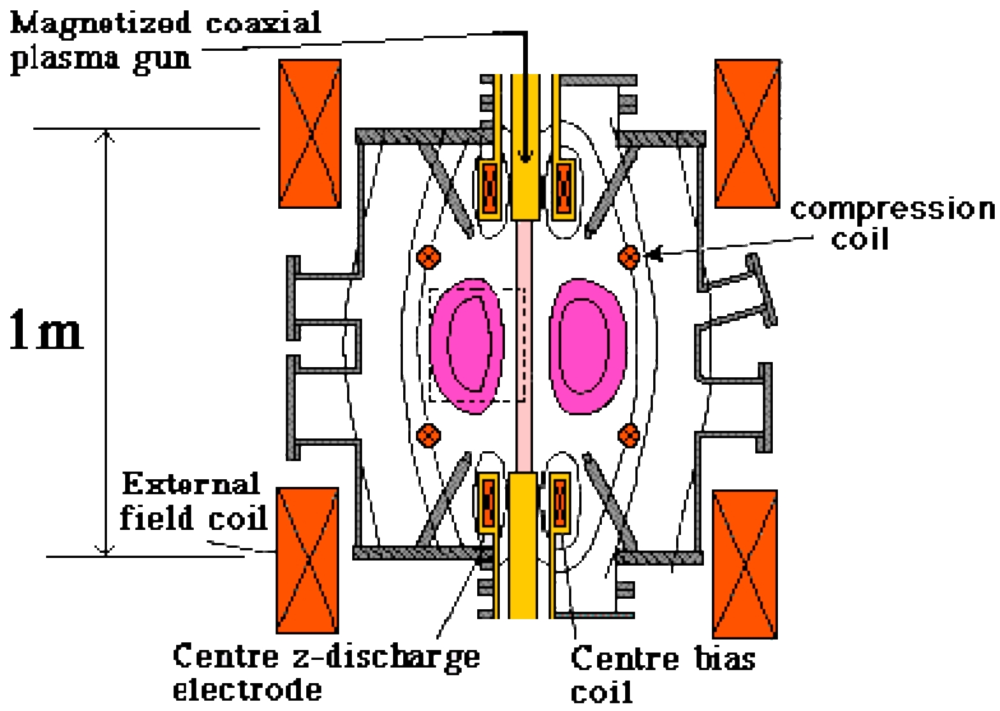 Magnetized coaxial
plasma gun
compression
coil
1m
External
field coil
Centre z-discharge
electrode
Centre bias
coil